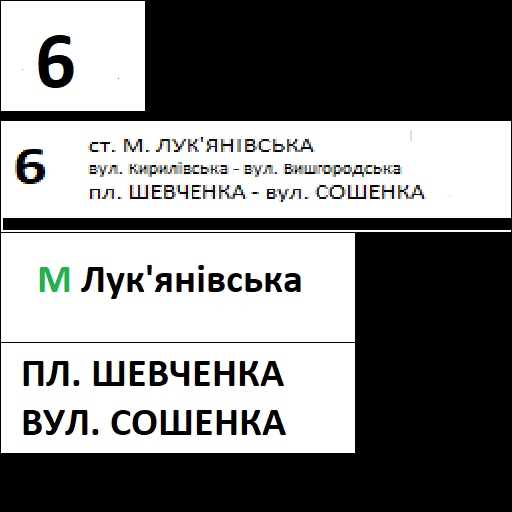 6
6
ст. М. ЛУК'ЯНІВСЬКА
вул. Кирилівська - вул. Вишгородська
пл. ШЕВЧЕНКА - вул. СОШЕНКА
М Лук'янівська
ПЛ. ШЕВЧЕНКА
ВУЛ. СОШЕНКА